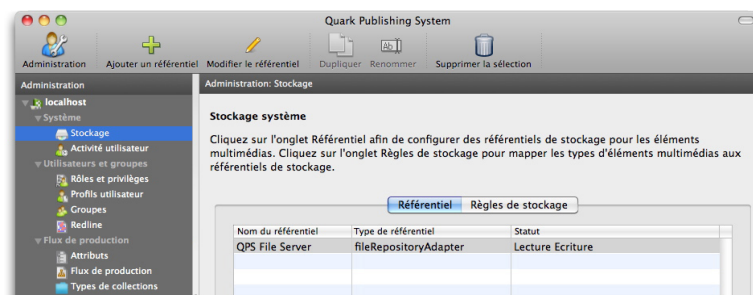 Quark Publishing System
Administration Ajouter un référentiel Modifier le référentiel Dupliquer Renommer Supprimer la sélection
Administration
Administration: Stockage
localhost
Système
Stockage
Activité utilisateur
Utilisateurs et groupes
Rôles et privilèges
Profils utilisateur
Groupes
Redline
Flux de production
Attributs
Flux de production
Types de collections
Stockage système
Cliquez sur l'onglet Référentiel afin de configurer des référentiels de stockage pour les éléments
multimédias. Cliquez sur l'onglet Règles de stockage pour mapper les types d'éléments multimédias aux
référentiels de stockage.
Référentiel Règles de stockage
Nom du référentiel Type de référentiel Statut
QPS File Server fileRepositoryAdapter Lecture Ecriture